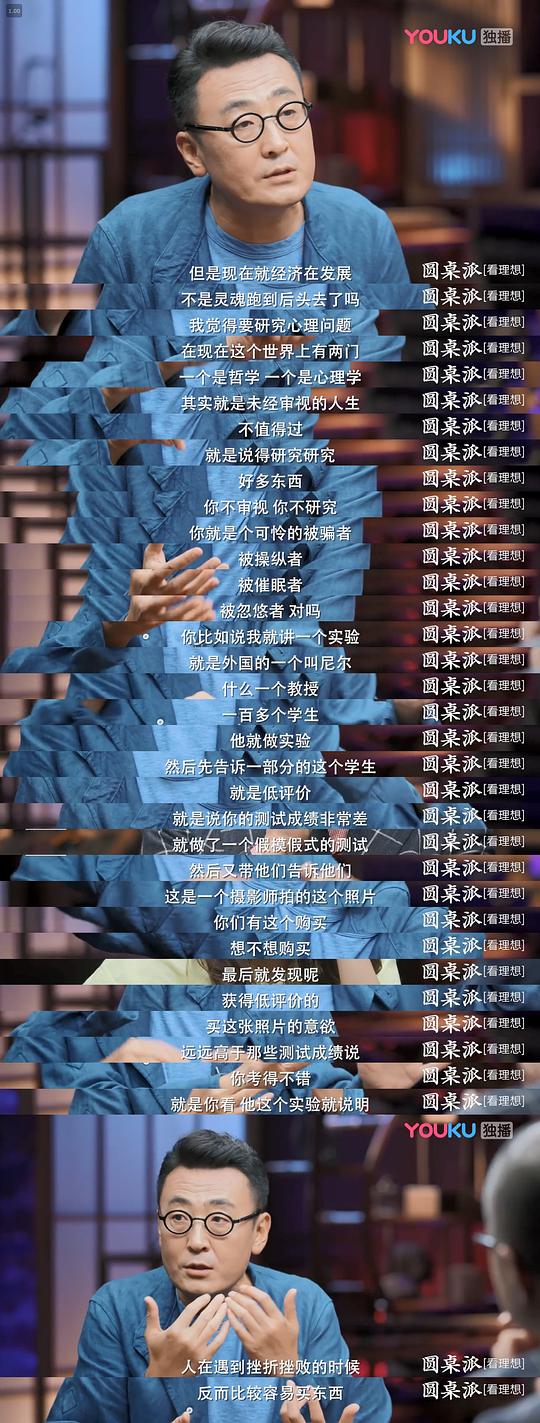 1.00
YOUKU 独播
但是现在就经济在发展 圆桌派[看理想]
不是灵魂跑到后头去了吗 圆桌派[看理想]
我觉得要研究心理问题 圆桌派[看理想]
在现在这个世界上有两门 圆桌派[看理想]
一个是哲学 一个是心理学 圆桌派[看理想]
其实就是未经审视的人生 圆桌派[看理想]
不值得过 圆桌派[看理想]
就是说得研究研究 圆桌派[看理想]
好多东西 圆桌派[看理想]
你不审视 你不研究 圆桌派[看理想]
你就是个可怜的被骗者 圆桌派[看理想]
被操纵者 圆桌派[看理想]
被催眠者 圆桌派[看理想]
被忽悠者 对吗 圆桌派[看理想]
你比如说我就讲一个实验 圆桌派[看理想]
就是外国的一个叫尼尔 圆桌派[看理想]
什么一个教授 圆桌派[看理想]
一百多个学生 圆桌派[看理想]
他就做实验 圆桌派[看理想]
然后先告诉一部分的这个学生 圆桌派[看理想]
就是低评价 圆桌派[看理想]
就是说你的测试成绩非常差 圆桌派[看理想]
就做了一个假模假式的测试 圆桌派[看理想]
然后又带他们告诉他们 圆桌派[看理想]
这是一个摄影师拍的这个照片 圆桌派[看理想]
你们有这个购买 圆桌派[看理想]
想不想购买 圆桌派[看理想]
最后就发现呢 圆桌派[看理想]
获得低评价的 圆桌派[看理想]
买这张照片的意欲 圆桌派[看理想]
远远高于那些测试成绩说 圆桌派[看理想]
你考得不错 圆桌派[看理想]
就是你看 他这个实验就说明 圆桌派[看理想]
YOUKU 独播
人在遇到挫折挫败的时候 圆桌派[看理想]
反而比较容易买东西 圆桌派[看理想]